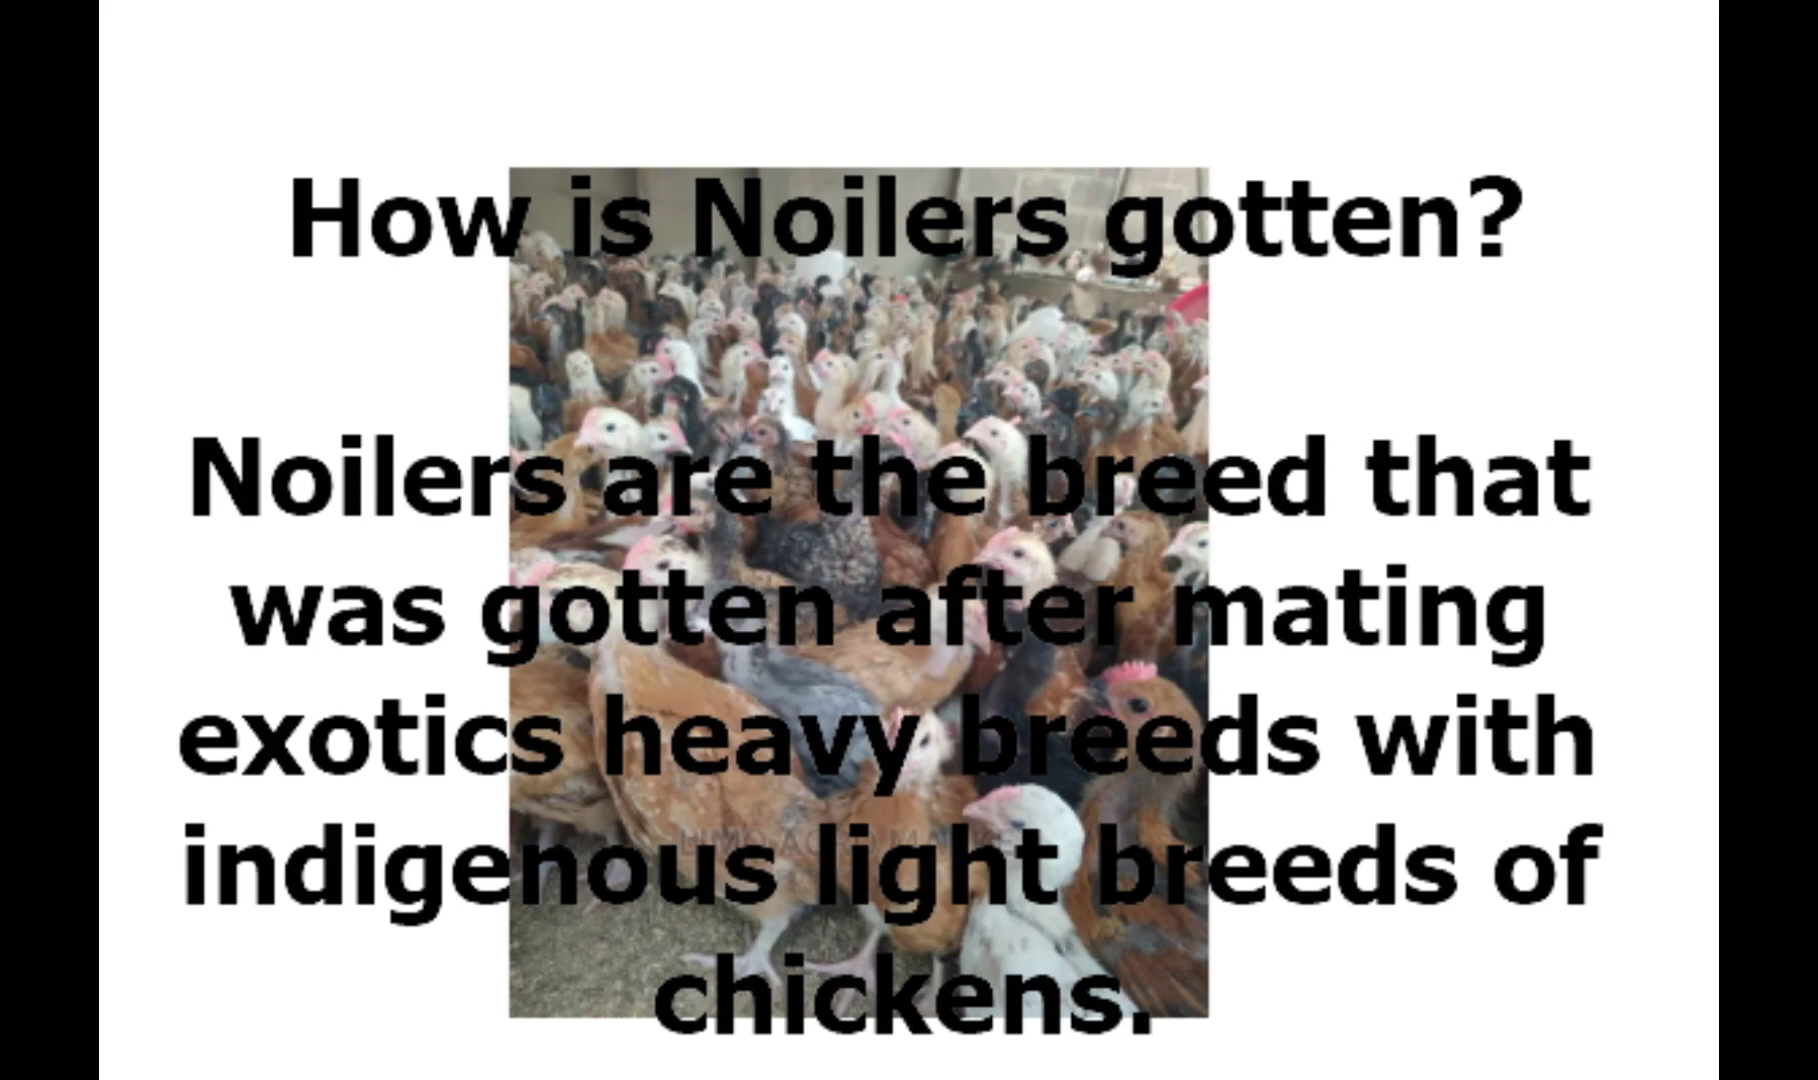 How is Noilers gotten?
Noilers are the breed that
was gotten after mating
exotics heavy breeds with
indigenous light breeds of
chickens.